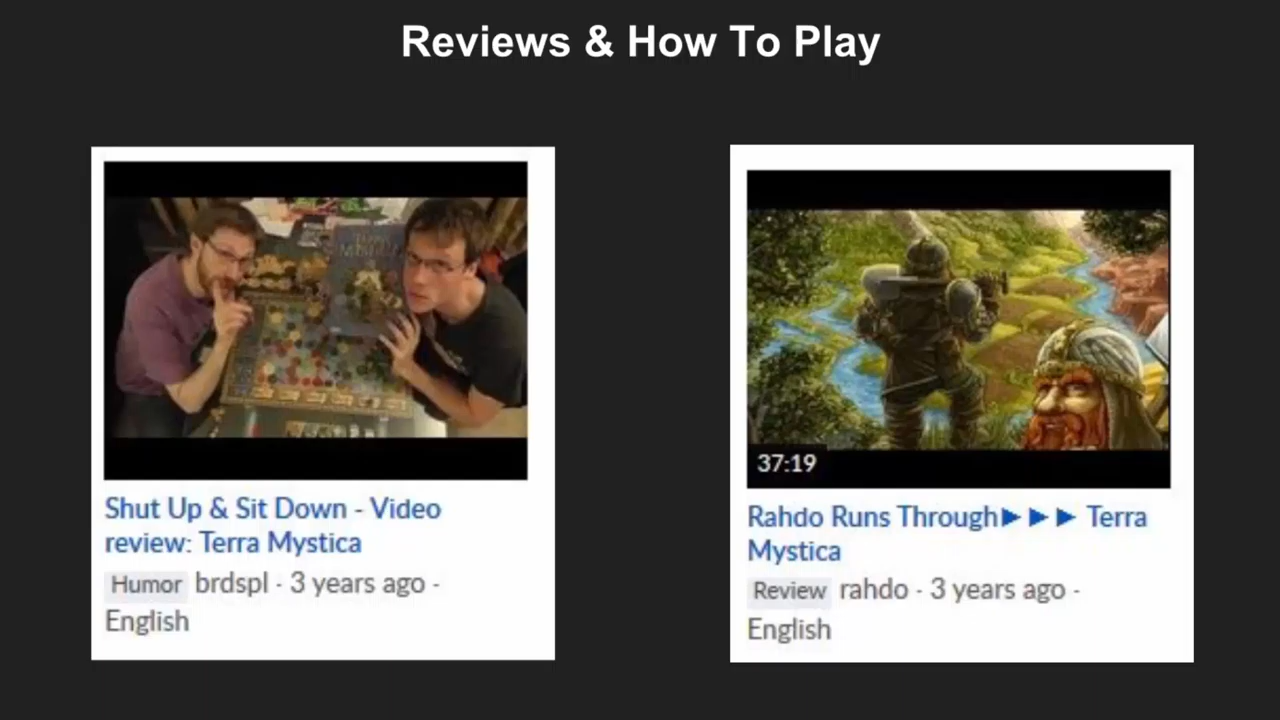 Reviews & How To Play
Shut Up & Sit Down - Video
review: Terra Mystica
Humor brdspl · 3 years ago ·
English
37:19
Rahdo Runs Through►►► Terra
Mystica
Review rahdo · 3 years ago ·
English